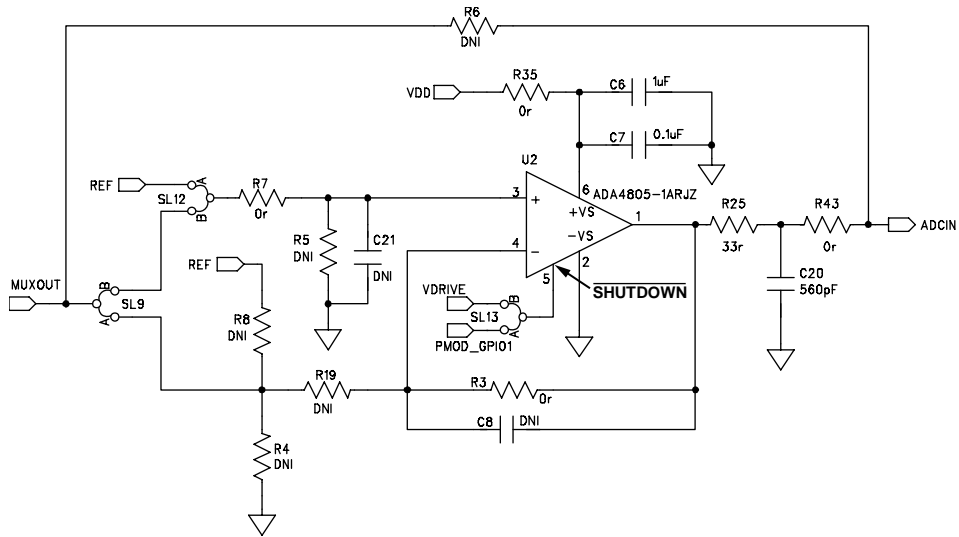 R6
DNI
R35
VDD
0r
C6
1uF
C7
0.1uF
U2
REF
A
SL12
B
R7
0r
3
+
6
ADA4805-1ARJZ
+VS
-VS
1
R25
33r
R43
0r
ADCIN
R5
DNI
C21
DNI
4
-
2
5
SHUTDOWN
C20
560pF
REF
MUXOUT
B
SL9
A
VDRIVE
B
SL13
A
PMOD_GPIO1
R8
DNI
R19
DNI
R3
0r
C8
DNI
R4
DNI